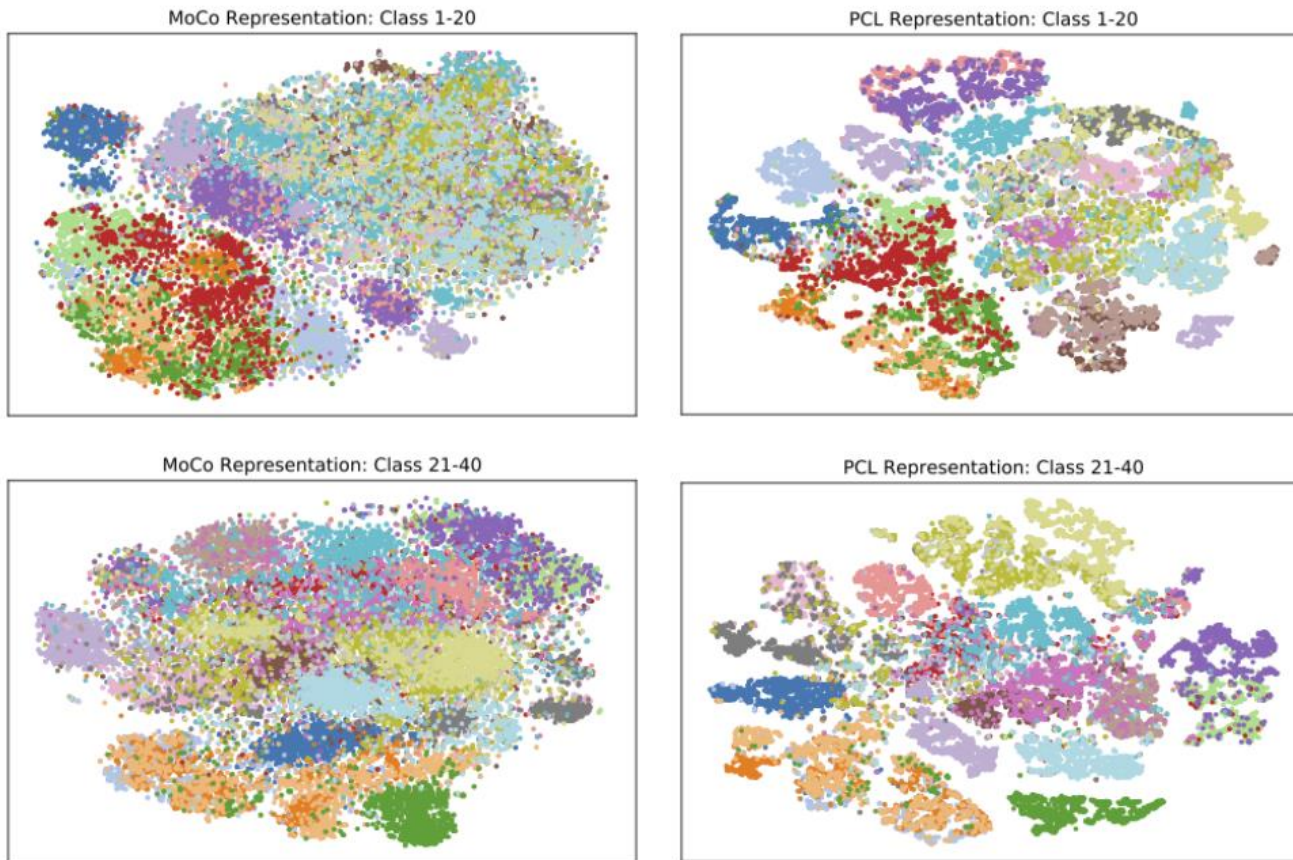 MoCo Representation: Class 1-20
PCL Representation: Class 1-20
MoCo Representation: Class 21-40
PCL Representation: Class 21-40